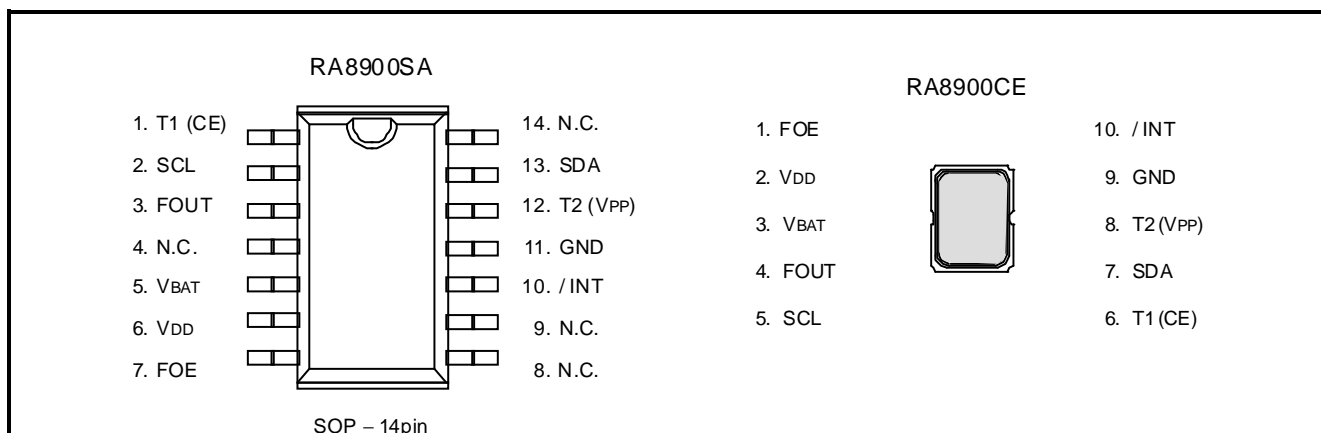 RA8900SA
1. T1 (CE)
2. SCL
3. FOUT
4. N.C.
5. VBAT
6. VDD
7. FOE
14. N.C.
13. SDA
12. T2 (VPP)
11. GND
10. / INT
9. N.C.
8. N.C.
SOP – 14pin
RA8900CE
1. FOE
2. VDD
3. VBAT
4. FOUT
5. SCL
10. / INT
9. GND
8. T2 (VPP)
7. SDA
6. T1 (CE)